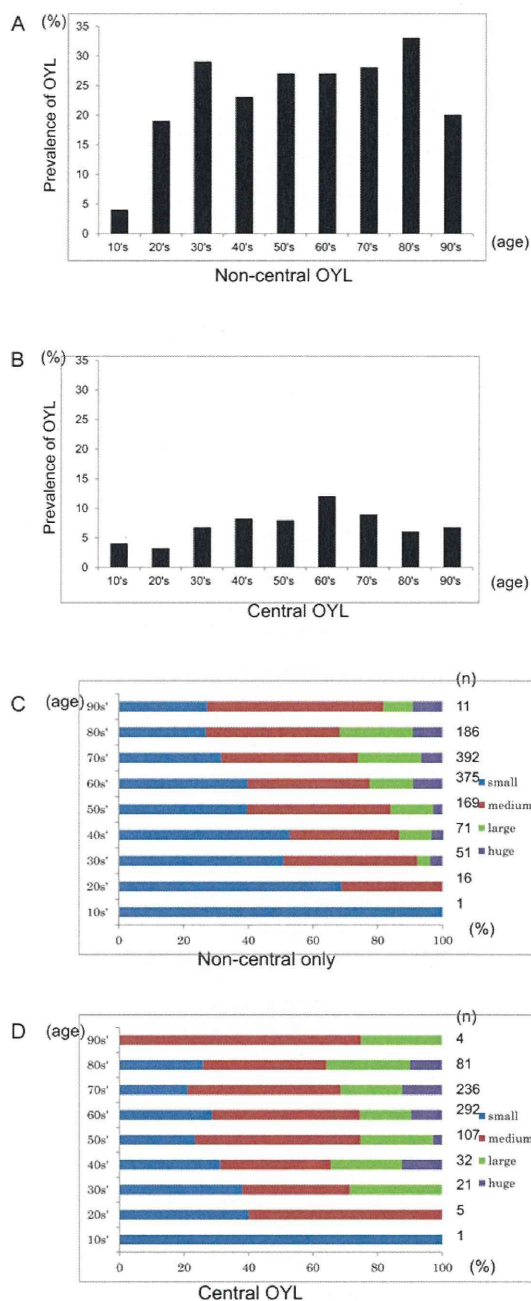 A (%)
35
30
25
20
15
10
5
0
Prevalence of OYL
10's 20's 30's 40's 50's 60's 70's 80's 90's (age)
Non-central OYL
B (%)
35
30
25
20
15
10
5
0
Prevalence of OYL
10's 20's 30's 40's 50's 60's 70's 80's 90's
(age)
Central OYL
(n)
C (age)
90s' 11
80s' 186
70s' 392
60s' 375 small
50s' 169 medium
40s' 71 large
30s' 51 huge
20s' 16
10s' 1
0 20 40 60 80 100 (%)
Non-central only
(n)
D (age)
90s' 4
80s' 81
70s' 236
60s' 292 small
50s' 107 medium
40s' 32 large
30s' 21 huge
20s' 5
10s' 1
0 20 40 60 80 100 (%)
Central OYL